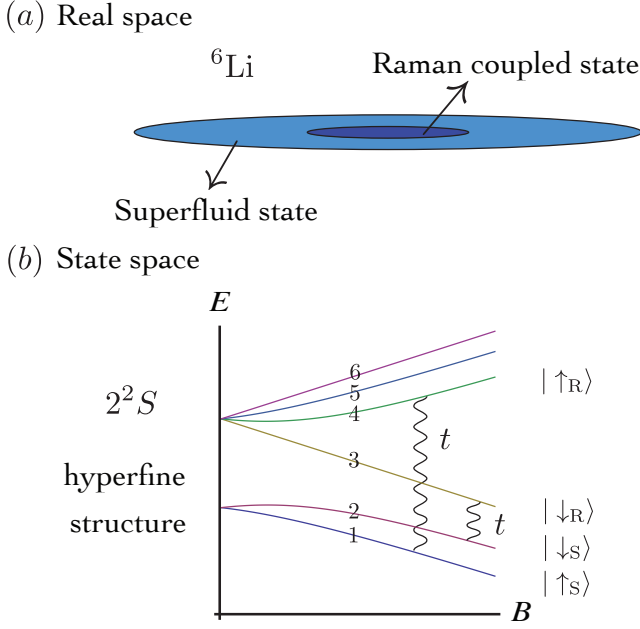 (a) Real space
⁶Li
Raman coupled state
Superfluid state
(b) State space
E
2²S
hyperfine
structure
6
5
4
3
2
1
t
t
| ↑R⟩
| ↓R⟩
| ↓S⟩
| ↑S⟩
B